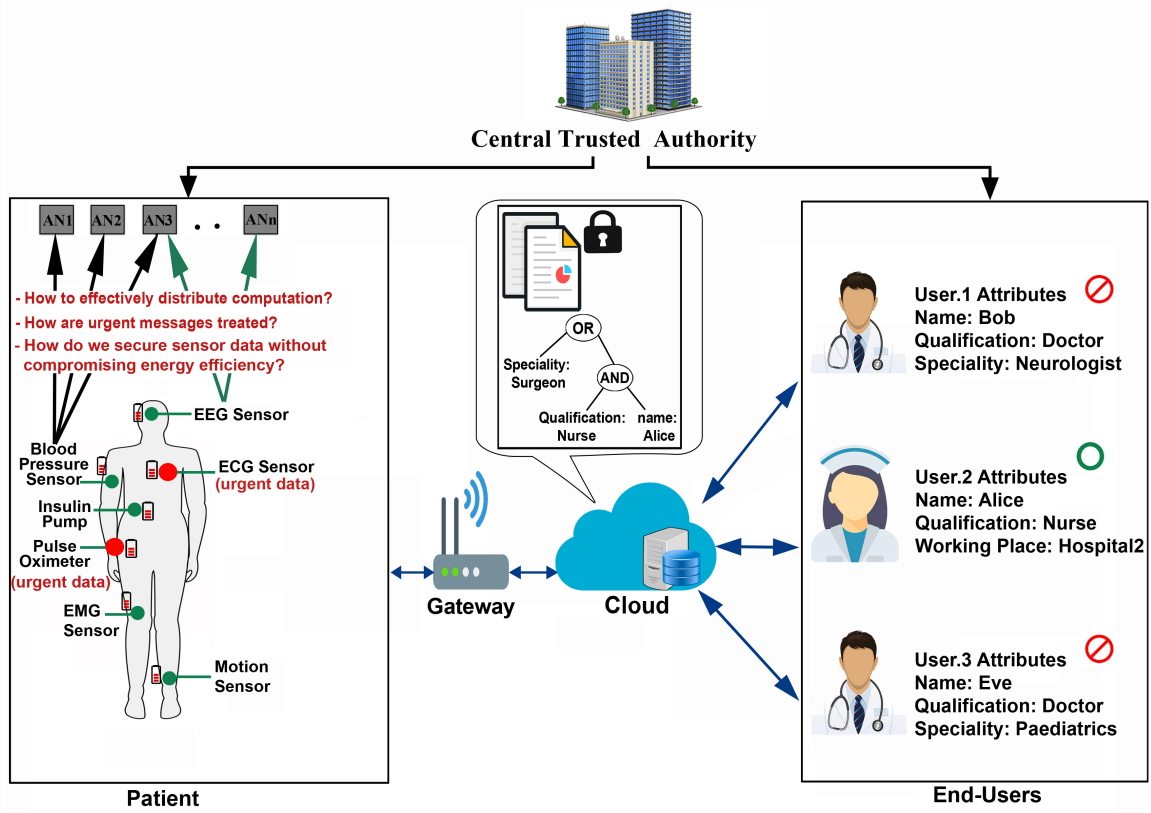 Central Trusted Authority
AN1 AN2 AN3 . . ANn
- How to effectively distribute computation?
- How are urgent messages treated?
- How do we secure sensor data without
compromising energy efficiency?
EEG Sensor
Blood
Pressure
Sensor
ECG Sensor
(urgent data)
Insulin
Pump
Pulse
Oximeter
(urgent data)
EMG
Sensor
Motion
Sensor
Patient
OR
Speciality:
Surgeon
AND
Qualification:
Nurse
name:
Alice
Gateway
Cloud
User.1 Attributes
Name: Bob
Qualification: Doctor
Speciality: Neurologist
User.2 Attributes
Name: Alice
Qualification: Nurse
Working Place: Hospital2
User.3 Attributes
Name: Eve
Qualification: Doctor
Speciality: Paediatrics
End-Users